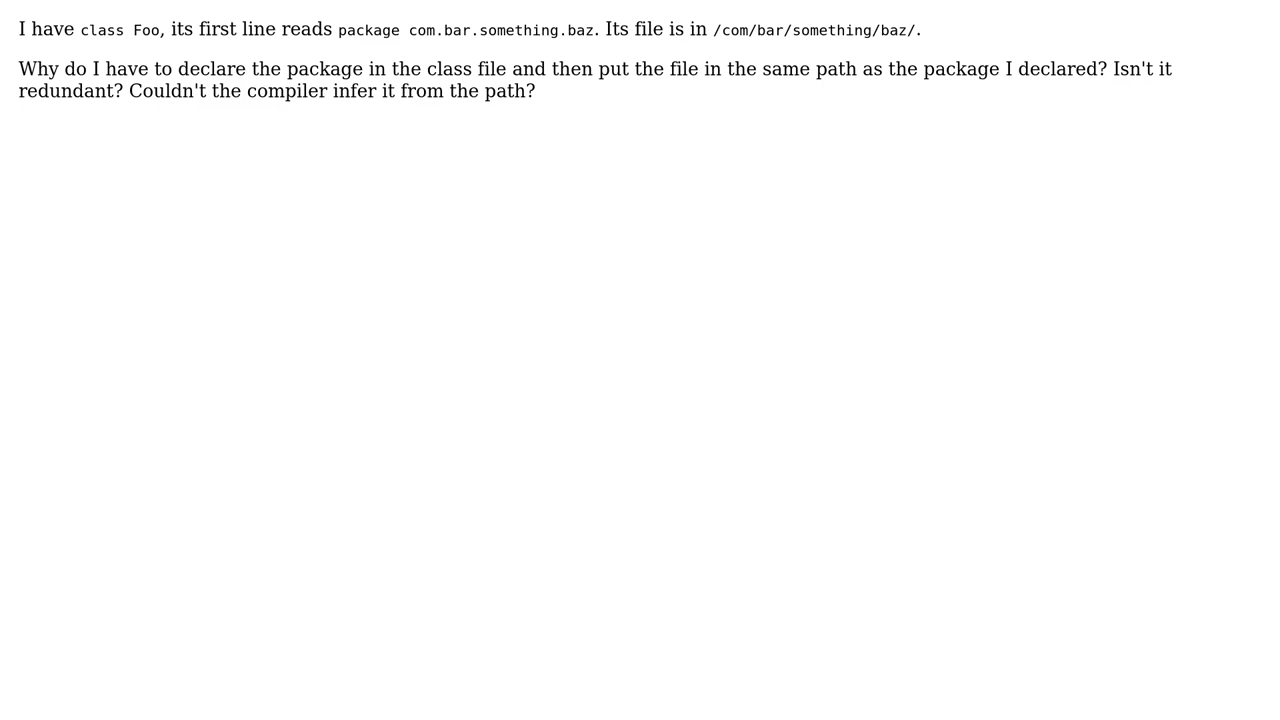 I have class Foo, its first line reads package com.bar.something.baz. Its file is in /com/bar/something/baz/.
Why do I have to declare the package in the class file and then put the file in the same path as the package I declared? Isn't it
redundant? Couldn't the compiler infer it from the path?